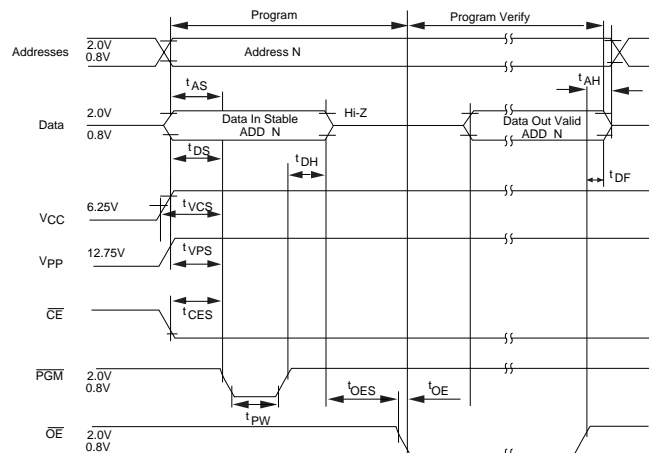 Program
Program Verify
Addresses
2.0V
0.8V
Address N
tAS
tAH
Data
2.0V
0.8V
Data In Stable
ADD N
Hi-Z
Data Out Valid
ADD N
tDS
tDH
tDF
VCC
6.25V
tVCS
VPP
12.75V
tVPS
CE
tCES
PGM
2.0V
0.8V
tPW
tOES
tOE
OE
2.0V
0.8V